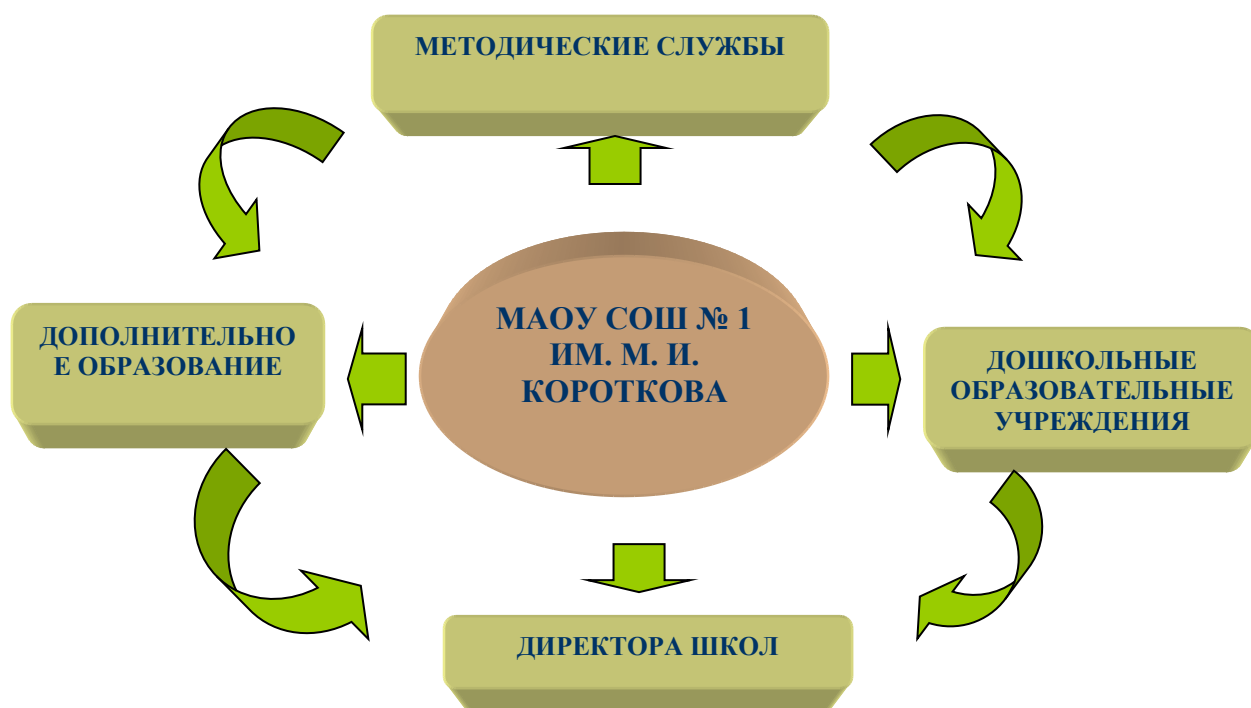 МЕТОДИЧЕСКИЕ СЛУЖБЫ
МАОУ СОШ № 1
ИМ. М. И.
КОРОТКОВА
ДОПОЛНИТЕЛЬНО
Е ОБРАЗОВАНИЕ
ДОШКОЛЬНЫЕ
ОБРАЗОВАТЕЛЬНЫЕ
УЧРЕЖДЕНИЯ
ДИРЕКТОРА ШКОЛ